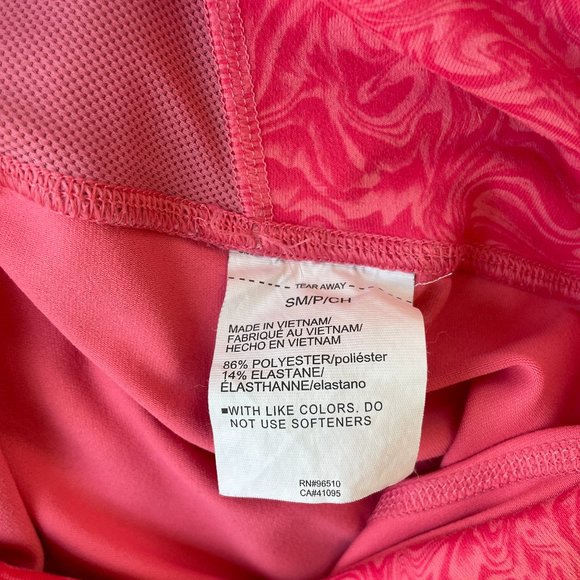 TEAR AWAY
SM/P/CH
MADE IN VIETNAM/
FABRIQUÉ AU VIETNAM/
HECHO EN VIETNAM
86% POLYESTER/poliéster
14% ELASTANE/
ÉLASTHANNE/elastano
■WITH LIKE COLORS. DO
NOT USE SOFTENERS
RN#96510
CA#41095